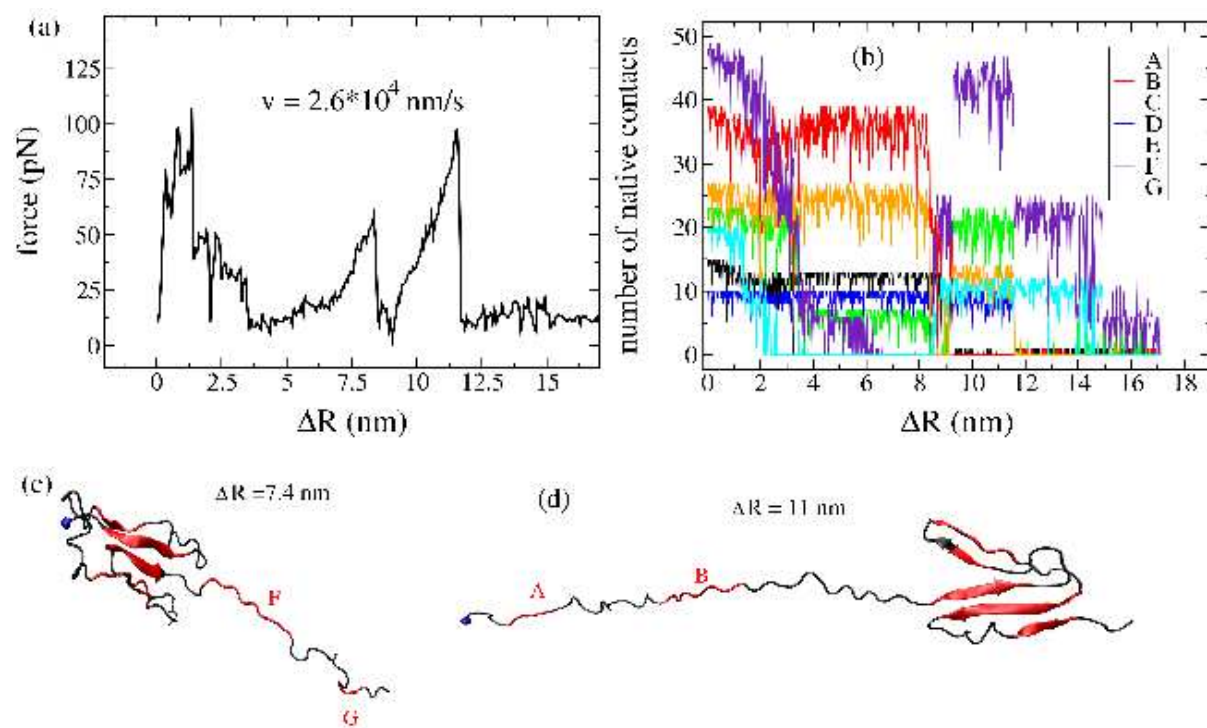 (a)
125
100
75
50
25
0
force (pN)
v = 2.6*10^4 nm/s
0 2.5 5 7.5 10 12.5 15
ΔR (nm)
(b)
50
40
30
20
10
0
number of native contacts
A
B
C
D
E
F
G
0 2 4 6 8 10 12 14 16 18
ΔR (nm)
(c)
ΔR =7.4 nm
F
G
(d)
ΔR = 11 nm
A
B